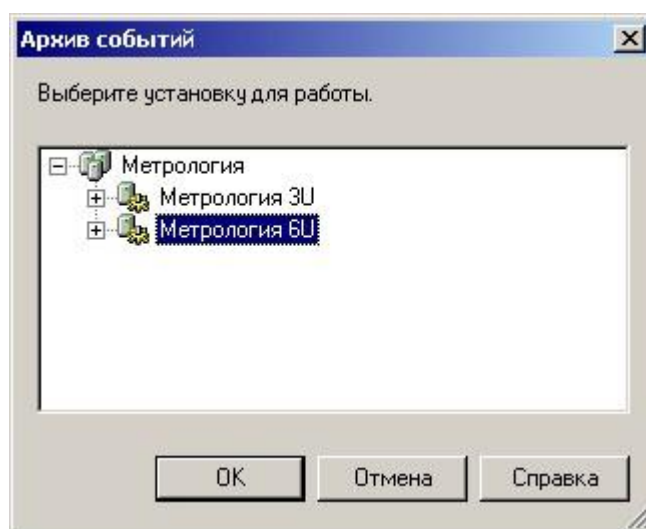 Архив событий
Выберите установку для работы.
Метрология
Метрология 3U
Метрология 6U
OK
Отмена
Справка